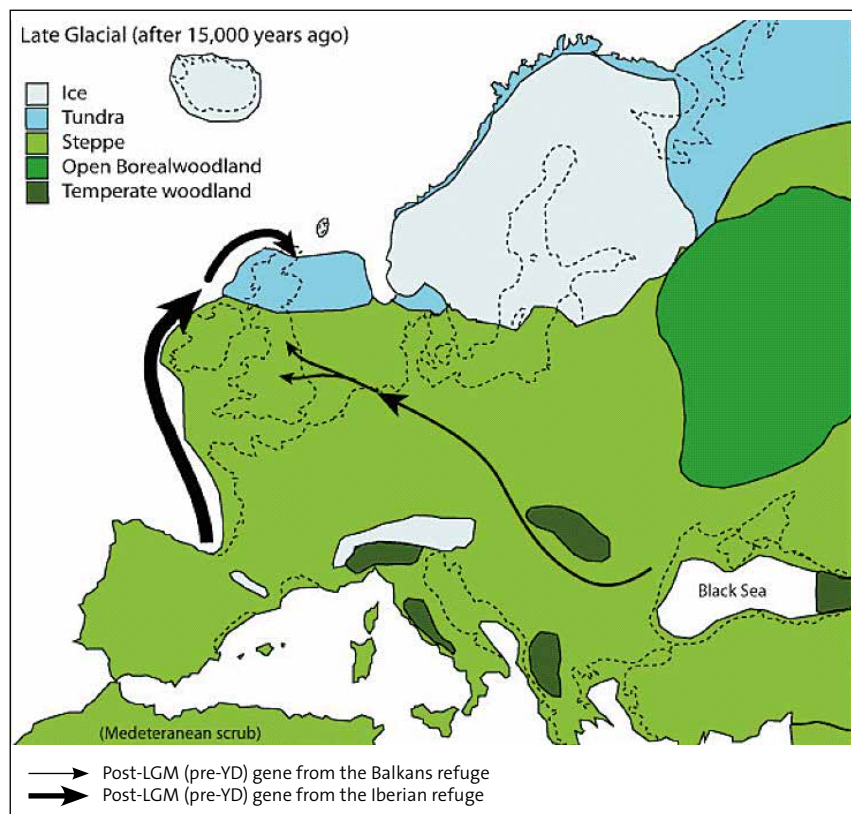 Late Glacial (after 15,000 years ago)
Ice
Tundra
Steppe
Open Borealwoodland
Temperate woodland
Black Sea
(Medeteranean scrub)
Post-LGM (pre-YD) gene from the Balkans refuge
Post-LGM (pre-YD) gene from the Iberian refuge